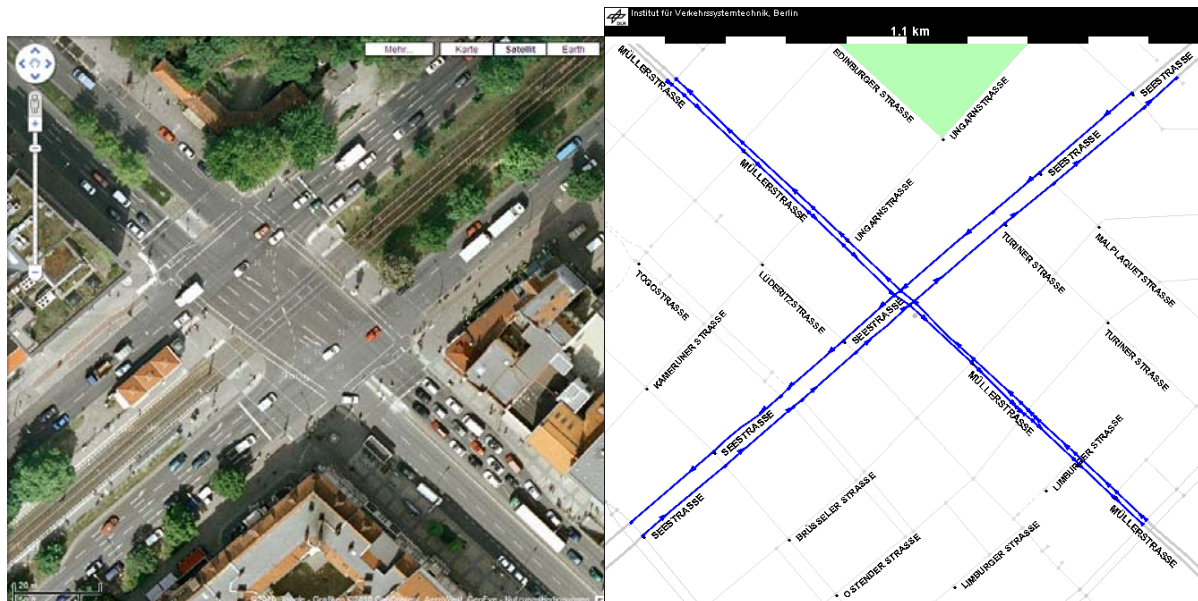 Mehr...
Karte
Satellit
Earth
20 m
DLR
Institut für Verkehrssystemtechnik, Berlin
1.1 km
MÜLLERSTRASSE
EDINBURGER STRASSE
UNGARNSTRASSE
SEESTRASSE
MÜLLERSTRASSE
SEESTRASSE
UNGARNSTRASSE
MALPLAQUETSTRASSE
TURINER STRASSE
TOGOSTRASSE
LÜDERITZSTRASSE
SEESTRASSE
KAMERUNER STRASSE
TURINER STRASSE
MÜLLERSTRASSE
SEESTRASSE
LIMBURGER STRASSE
SEESTRASSE
BRÜSSELER STRASSE
MÜLLERSTRASSE
OSTENDER STRASSE
LIMBURGER STRASSE